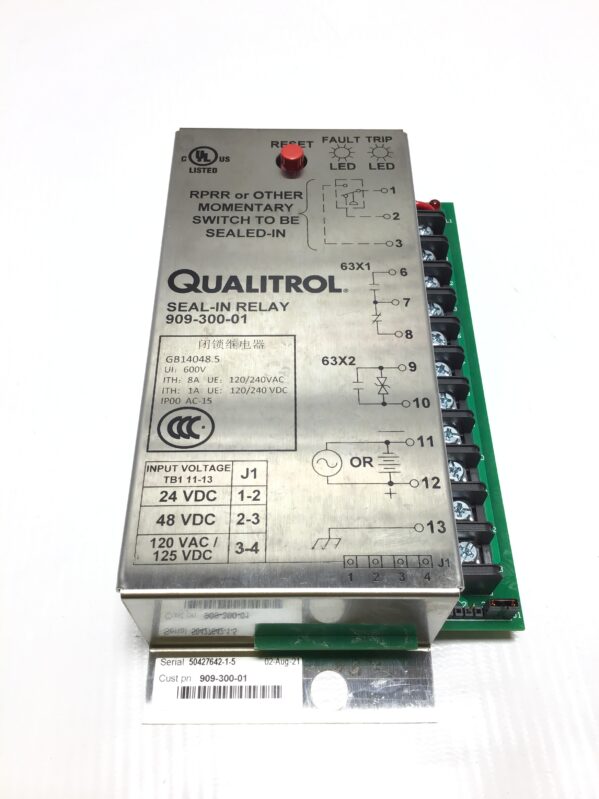 RESET FAULT TRIP
C UL US
LISTED
LED LED
RPRR or OTHER
MOMENTARY
SWITCH TO BE
SEALED-IN
1
2
3
QUALITROL®
SEAL-IN RELAY
909-300-01
63X1
6
7
8
闭锁继电器
GB14048.5
UI: 600V
ITH: 8A UE: 120/240VAC
ITH: 1A UE: 120/240 VDC
IP00 AC-15
CCC
63X2
9
10
11
OR
12
+
13
INPUT VOLTAGE
TB1 11-13
J1
24 VDC 1-2
48 VDC 2-3
120 VAC /
125 VDC
3-4
J1
1 2 3 4
Serial 50427642-1-5 02-Aug-21
Cust pn. 909-300-01